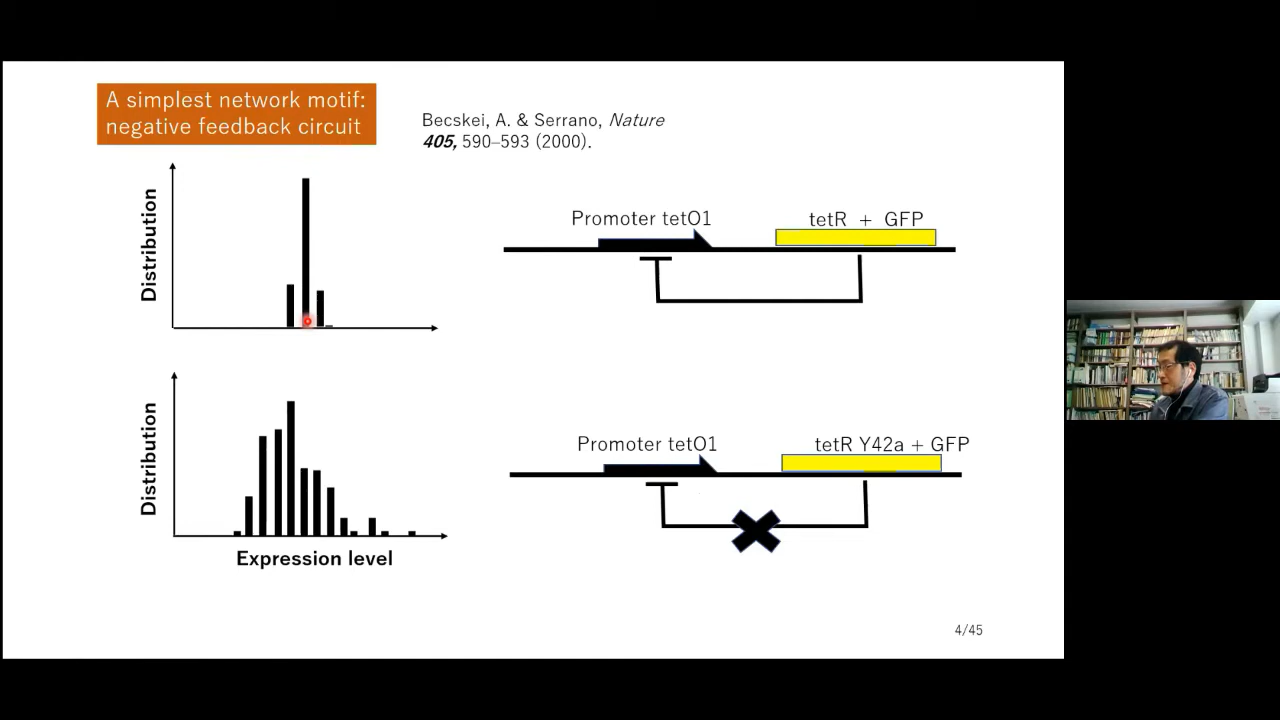 A simplest network motif:
negative feedback circuit
Becskei, A. & Serrano, Nature
405, 590–593 (2000).
Distribution
Promoter tetO1
tetR + GFP
Distribution
Expression level
Promoter tetO1
tetR Y42a + GFP
4/45